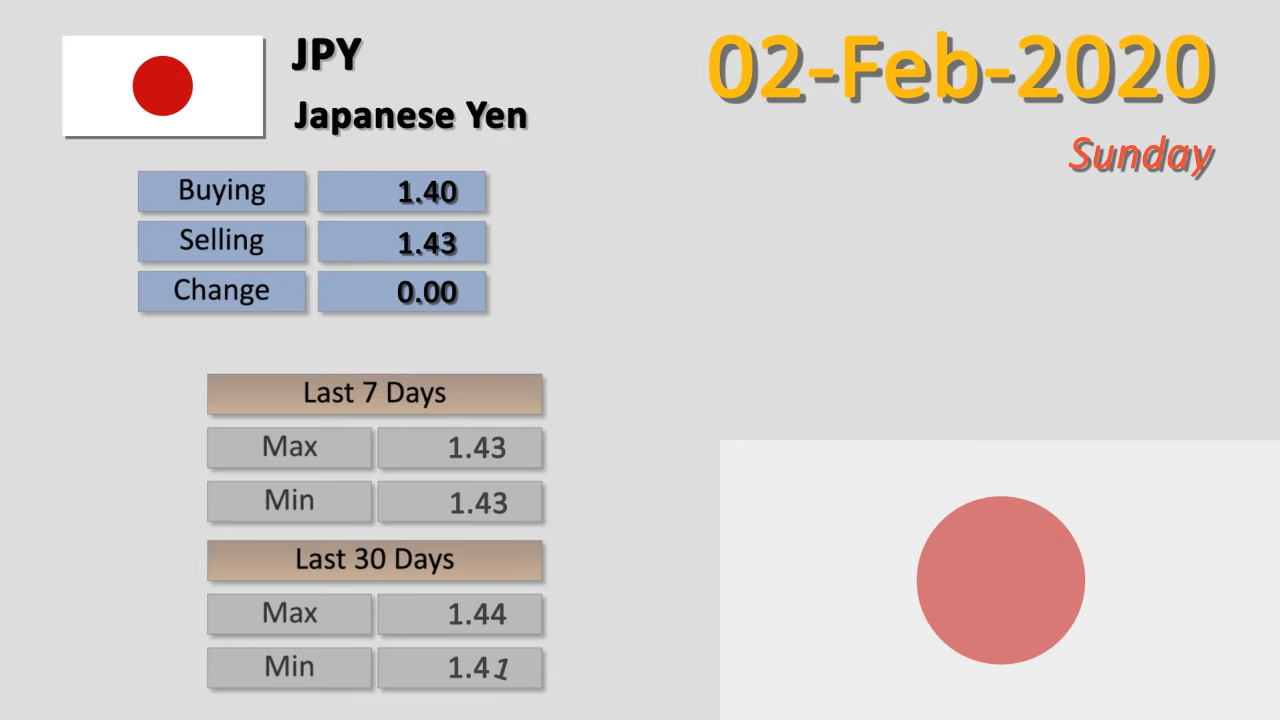 JPY
Japanese Yen
02-Feb-2020
Sunday
Buying 1.40
Selling 1.43
Change 0.00
Last 7 Days
Max 1.43
Min 1.43
Last 30 Days
Max 1.44
Min 1.41